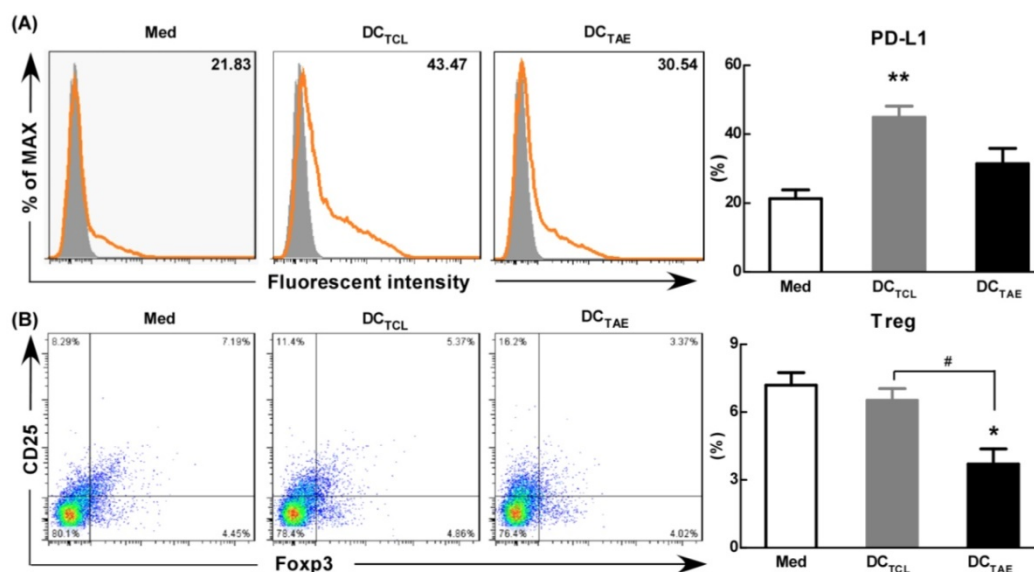 (A)
Med
DCTCL
DCTAE
21.83
43.47
30.54
% of MAX
Fluorescent intensity
PD-L1
60
40
20
0
(%)
**
Med
DCTCL
DCTAE
(B)
Med
DCTCL
DCTAE
8.29%
7.19%
80.1%
4.45%
11.4%
5.37%
78.4%
4.86%
16.2%
3.37%
76.4%
4.02%
CD25
Foxp3
Treg
9
6
3
0
(%)
#
*
Med
DCTCL
DCTAE